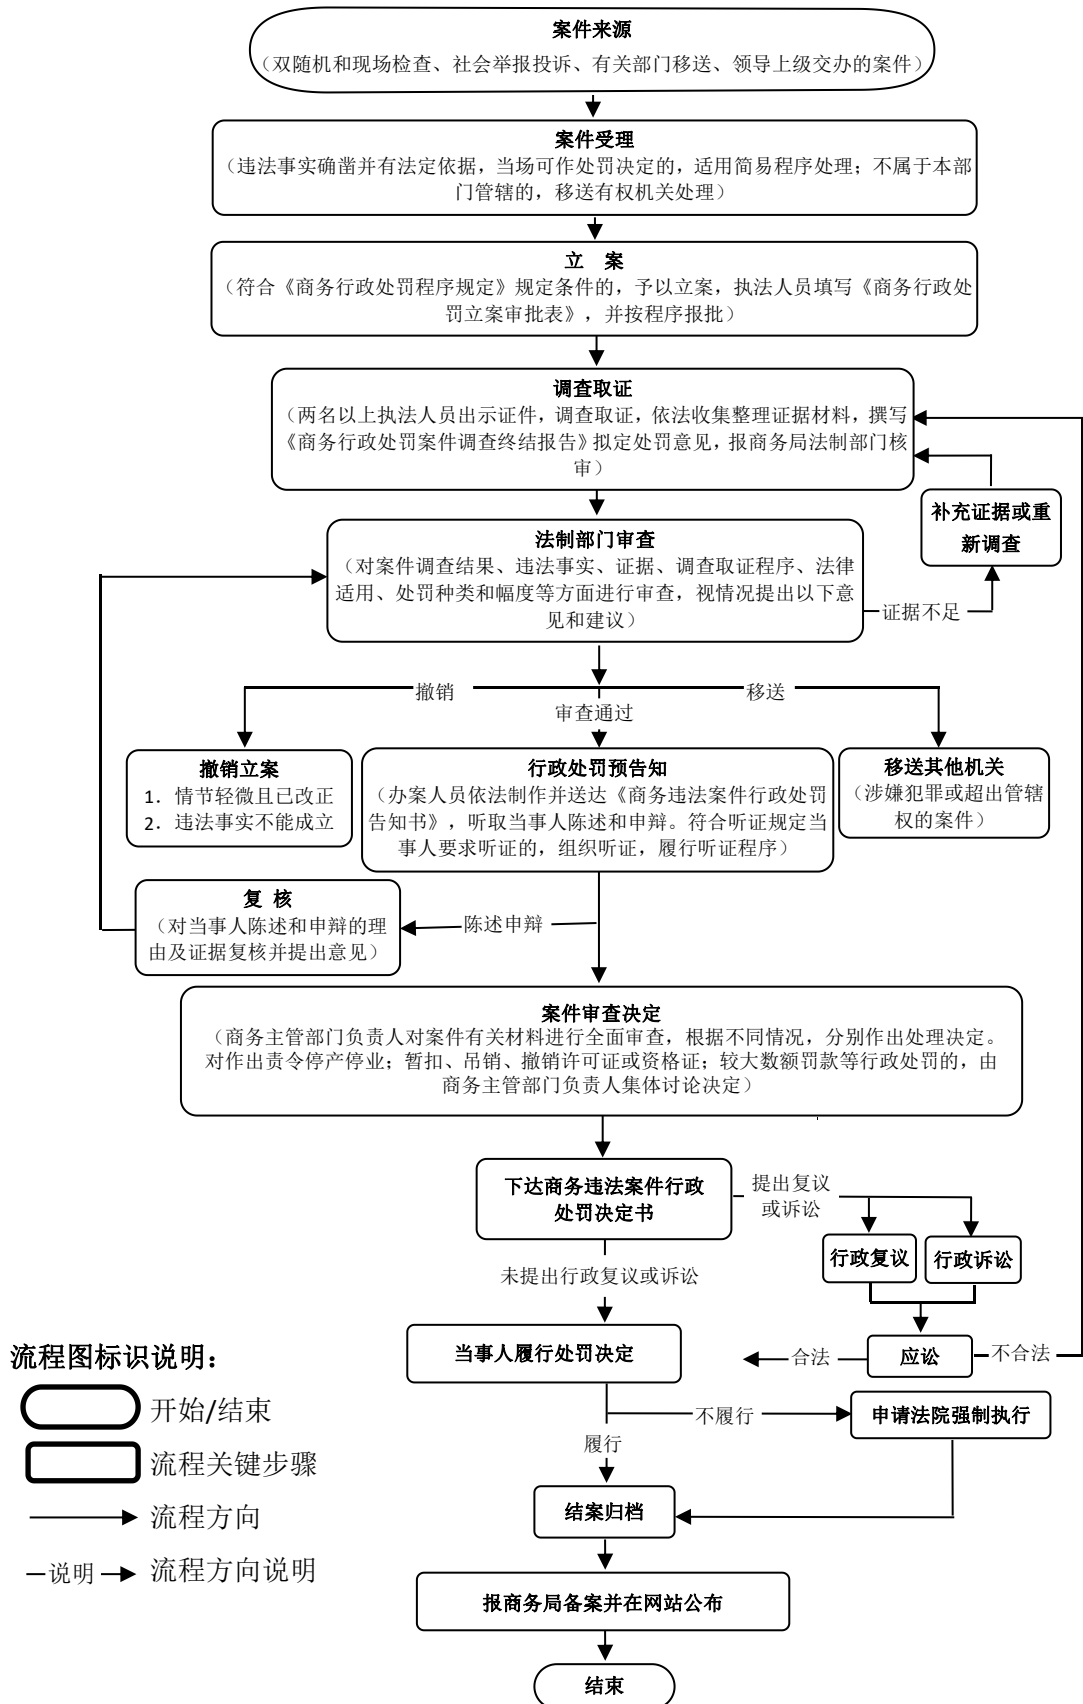 案件来源
（双随机和现场检查、社会举报投诉、有关部门移送、领导上级交办的案件）
案件受理
（违法事实确凿并有法定依据，当场可作处罚决定的，适用简易程序处理；不属于本部
门管辖的，移送有权机关处理）
立 案
（符合《商务行政处罚程序规定》规定条件的，予以立案，执法人员填写《商务行政处
罚立案审批表》，并按程序报批）
调查取证
（两名以上执法人员出示证件，调查取证，依法收集整理证据材料，撰写
《商务行政处罚案件调查终结报告》拟定处罚意见，报商务局法制部门核
审）
补充证据或重
新调查
法制部门审查
（对案件调查结果、违法事实、证据、调查取证程序、法律
适用、处罚种类和幅度等方面进行审查，视情况提出以下意
见和建议）
证据不足
撤销
移送
审查通过
撤销立案
1. 情节轻微且已改正
2. 违法事实不能成立
行政处罚预告知
（办案人员依法制作并送达《商务违法案件行政处罚
告知书》，听取当事人陈述和申辩。符合听证规定当
事人要求听证的，组织听证，履行听证程序）
移送其他机关
（涉嫌犯罪或超出管辖
权的案件）
复 核
（对当事人陈述和申辩的理
由及证据复核并提出意见）
陈述申辩
案件审查决定
（商务主管部门负责人对案件有关材料进行全面审查，根据不同情况，分别作出处理决定。
对作出责令停产停业；暂扣、吊销、撤销许可证或资格证；较大数额罚款等行政处罚的，由
商务主管部门负责人集体讨论决定）
下达商务违法案件行政
处罚决定书
提出复议
或诉讼
行政复议
行政诉讼
未提出行政复议或诉讼
当事人履行处罚决定
合法
应讼
不合法
不履行
申请法院强制执行
履行
结案归档
报商务局备案并在网站公布
结束
流程图标识说明：
开始/结束
流程关键步骤
流程方向
说明
流程方向说明